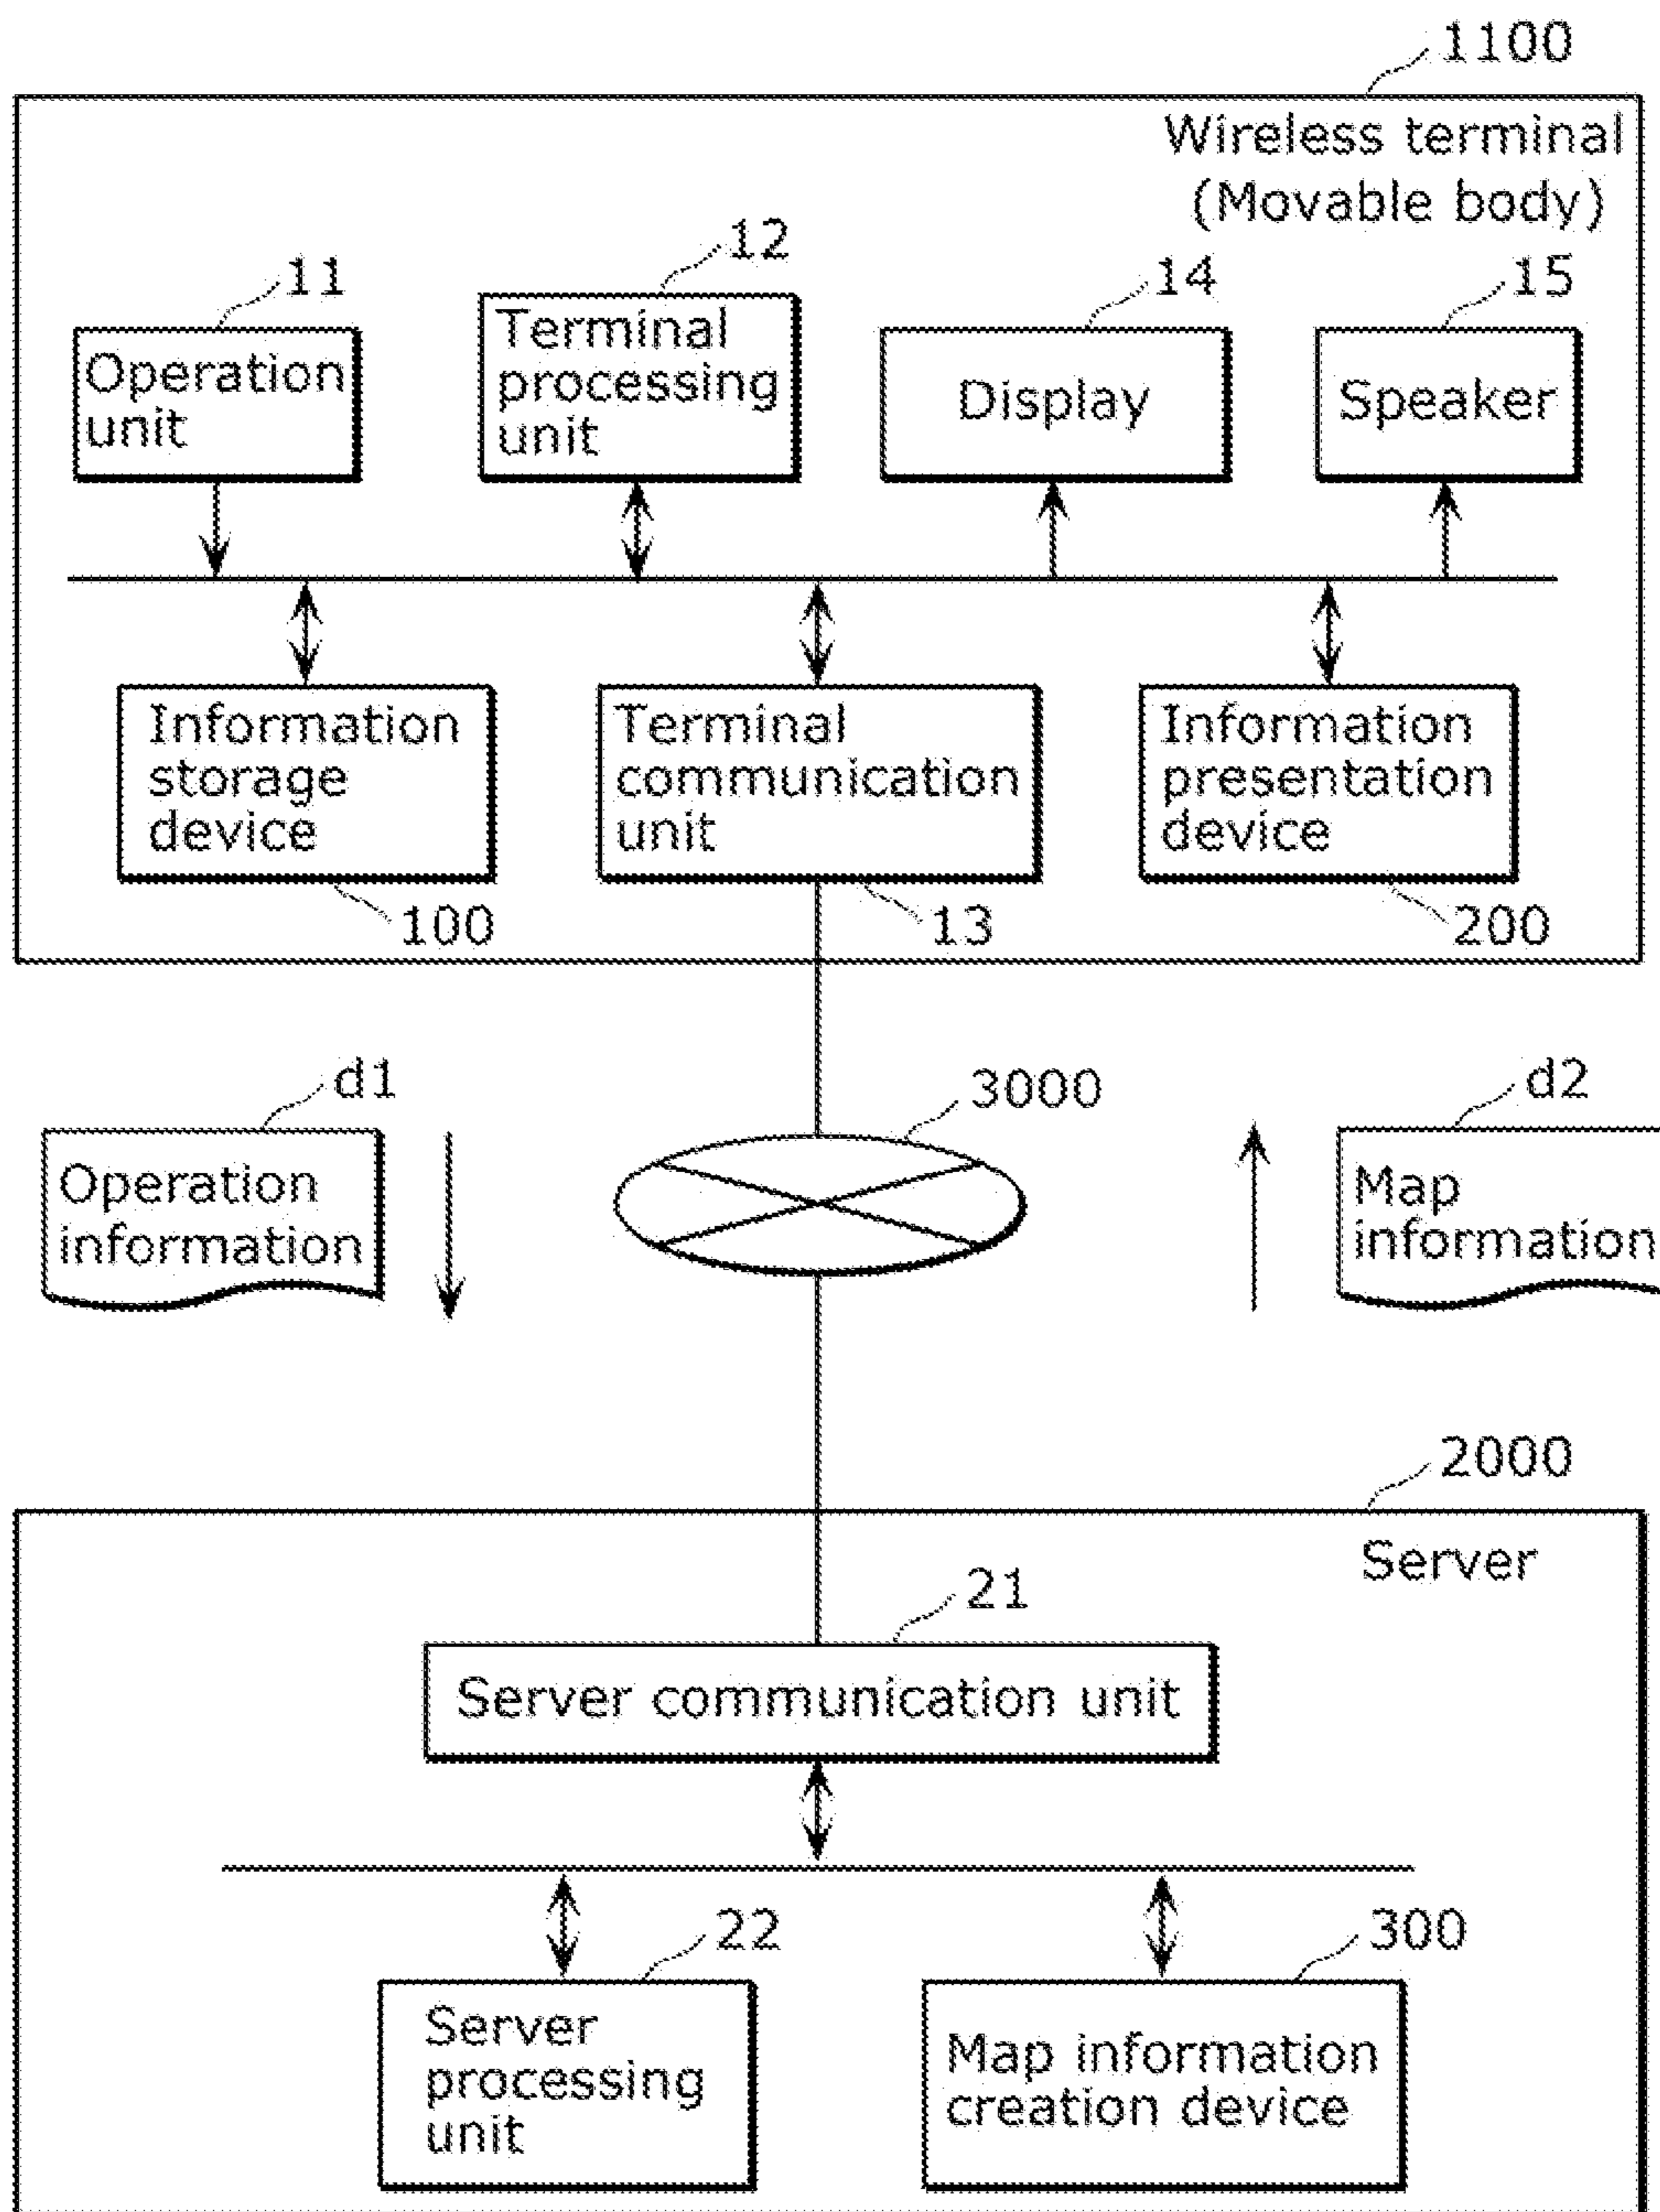 1100
Wireless terminal
(Movable body)
11
12
14
15
Operation
unit
Terminal
processing
unit
Display
Speaker
Information
storage
device
Terminal
communication
unit
Information
presentation
device
100
13
200
d1
3000
d2
Operation
information
Map
information
2000
Server
21
Server communication unit
22
300
Server
processing
unit
Map information
creation device